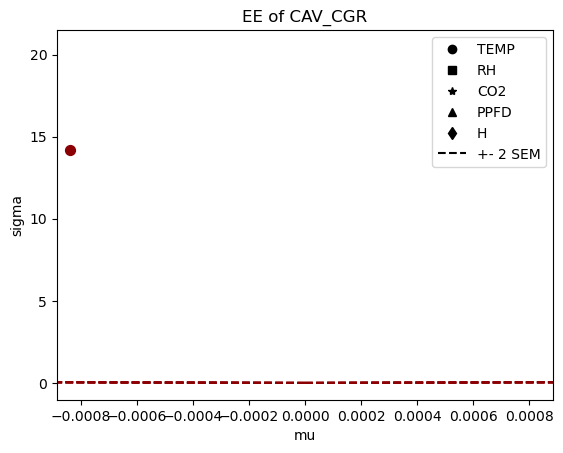 EE of CAV_CGR
TEMP
RH
CO2
PPFD
H
+- 2 SEM
20
15
10
5
0
sigma
−0.0008 −0.0006 −0.0004 −0.0002 0.0000 0.0002 0.0004 0.0006 0.0008
mu